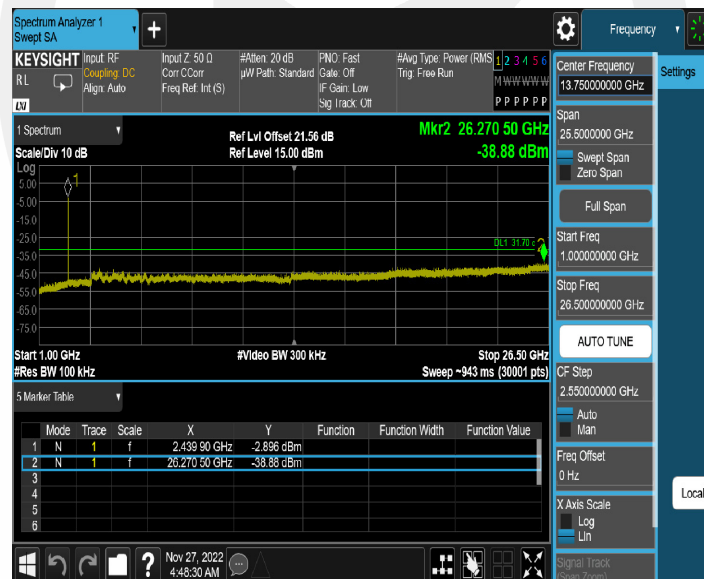 Spectrum Analyzer 1
Swept SA
+
Frequency
KEYSIGHT
RL
LXI
Input: RF
Coupling: DC
Align: Auto
Input Z: 50 Ω
Corr CCorr
Freq Ref: Int (S)
#Atten: 20 dB
µW Path: Standard
PNO: Fast
Gate: Off
IF Gain: Low
Sig Track: Off
#Avg Type: Power (RMS
Trig: Free Run
1 2 3 4 5 6
M W W W W W
P P P P P P
1 Spectrum
Scale/Div 10 dB
Ref Lvl Offset 21.56 dB
Ref Level 15.00 dBm
Mkr2 26.270 50 GHz
-38.88 dBm
Log
5.00
-5.00
-15.0
-25.0
-35.0
-45.0
-55.0
-65.0
-75.0
1
2
Start 1.00 GHz
#Res BW 100 kHz
#Video BW 300 kHz
Stop 26.50 GHz
Sweep ~943 ms (30001 pts)
5 Marker Table
Mode Trace Scale X Y Function Function Width Function Value
1 N 1 f 2.439 90 GHz -2.896 dBm
2 N 1 f 26.270 50 GHz -38.88 dBm
3
4
5
6
?
Nov 27, 2022
4:48:30 AM
Center Frequency
13.750000000 GHz
Settings
Span
25.5000000 GHz
Swept Span
Zero Span
Full Span
Start Freq
1.000000000 GHz
Stop Freq
26.50000000 GHz
AUTO TUNE
CF Step
2.550000000 GHz
Auto
Man
Freq Offset
0 Hz
Local
X Axis Scale
Log
Lin
Signal Track
(Span Zoom)